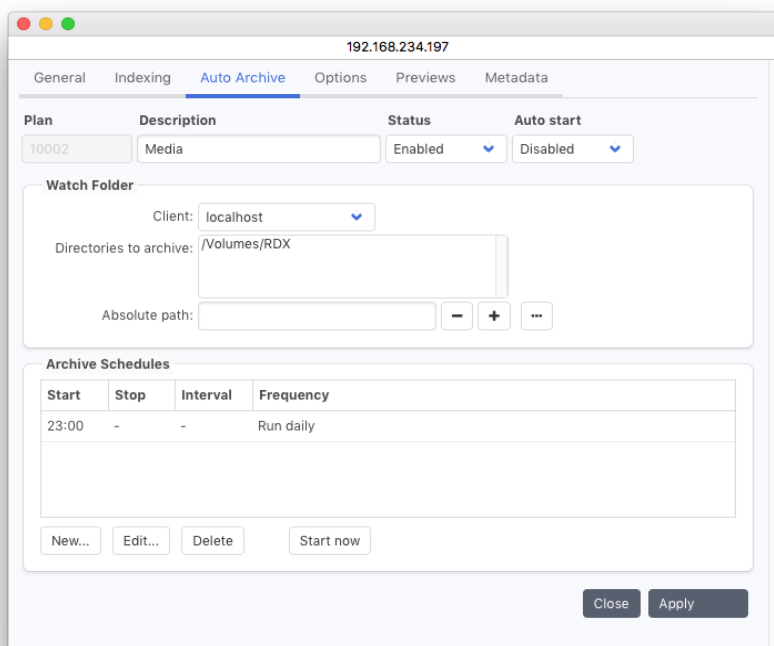 192.168.234.197
General Indexing Auto Archive Options Previews Metadata
Plan Description Status Auto start
10002 Media Enabled Disabled
Watch Folder
Client: localhost
Directories to archive: /Volumes/RDX
Absolute path:
Archive Schedules
Start Stop Interval Frequency
23:00 - - Run daily
New... Edit... Delete Start now
Close Apply